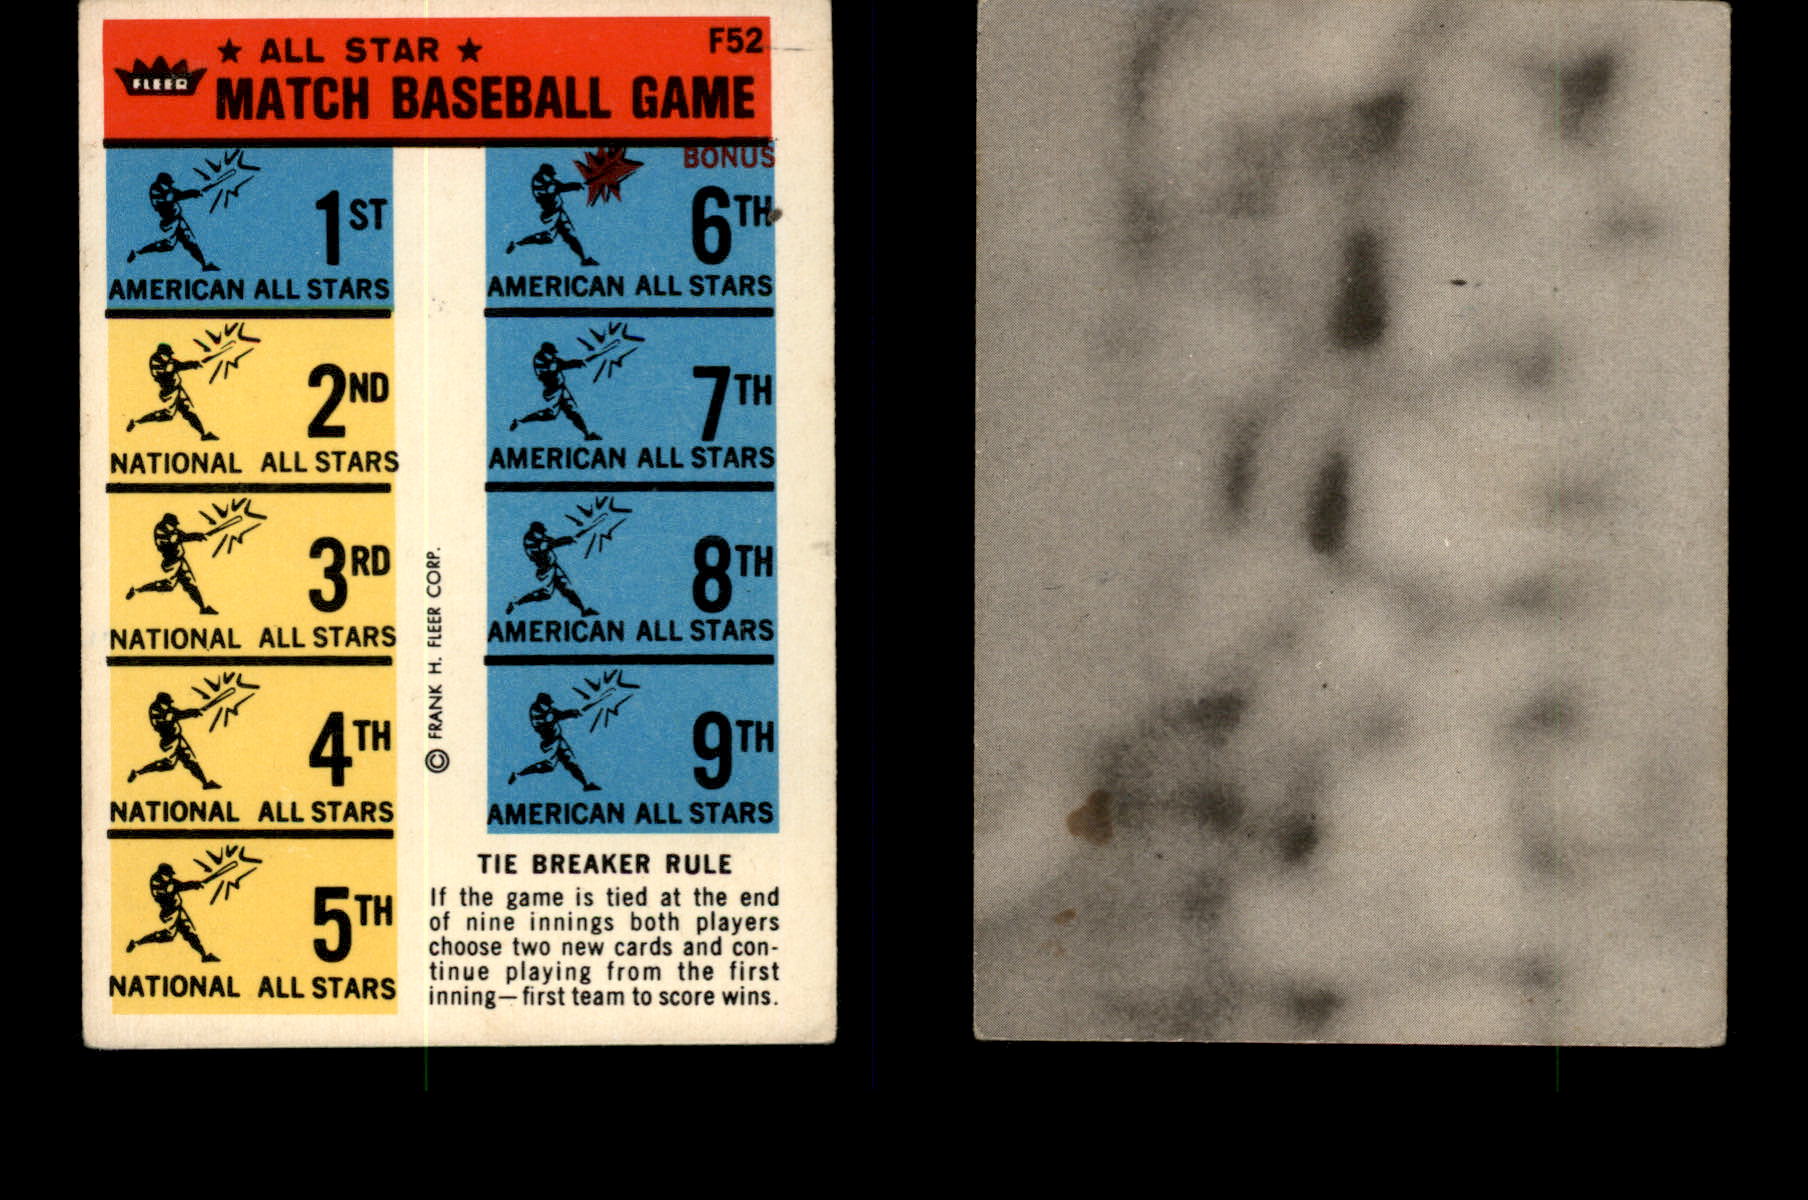 ★ ALL STAR ★
F52
FLEER
MATCH BASEBALL GAME
1ST
AMERICAN ALL STARS
2ND
NATIONAL ALL STARS
3RD
NATIONAL ALL STARS
4TH
NATIONAL ALL STARS
5TH
NATIONAL ALL STARS
© FRANK H. FLEER CORP.
BONUS
6TH
AMERICAN ALL STARS
7TH
AMERICAN ALL STARS
8TH
AMERICAN ALL STARS
9TH
AMERICAN ALL STARS
TIE BREAKER RULE
If the game is tied at the end
of nine innings both players
choose two new cards and con-
tinue playing from the first
inning—first team to score wins.